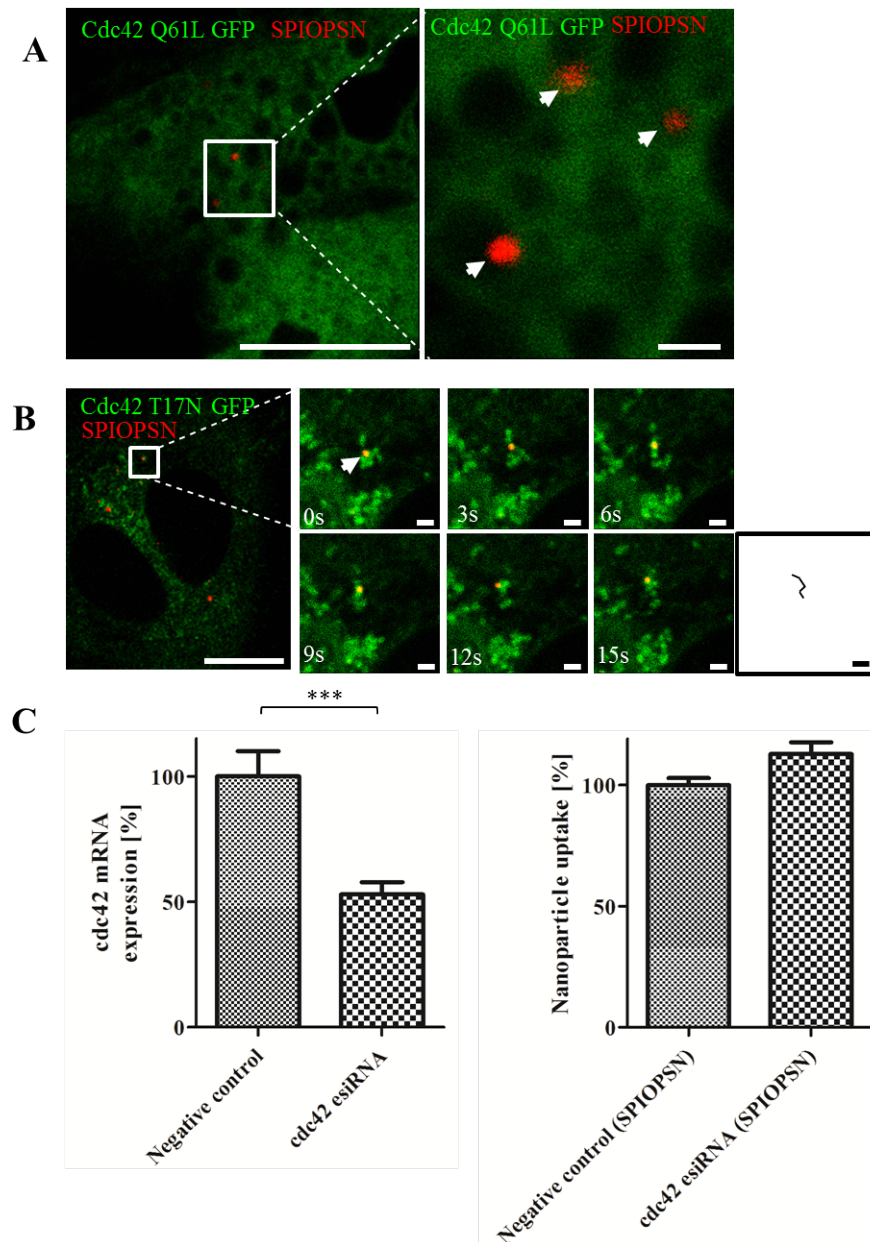 A
Cdc42 Q61L GFP SPIOPSN
Cdc42 Q61L GFP SPIOPSN
B
Cdc42 T17N GFP
SPIOPSN
0s
3s
6s
9s
12s
15s
C
***
cdc42 mRNA
expression [%]
100
50
0
Negative control
cdc42 esiRNA
Nanoparticle uptake [%]
100
50
0
Negative control (SPIOPSN)
cdc42 esiRNA (SPIOPSN)